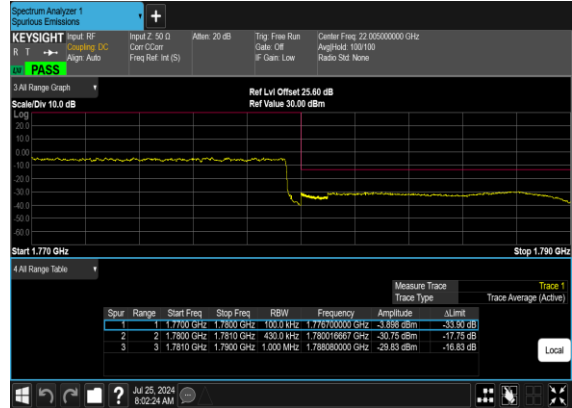 Spectrum Analyzer 1
Spurious Emissions
KEYSIGHT Input: RF Input Z: 50 Ω Atten: 20 dB Trig: Free Run Center Freq: 22.005000000 GHz
R T Coupling: DC Corr CCorr Gate: Off Avg|Hold: 100/100
Align: Auto Freq Ref: Int (S) IF Gain: Low Radio Std: None
PASS
3 All Range Graph
Ref Lvl Offset 25.60 dB
Scale/Div 10.0 dB Ref Value 30.00 dBm
Log
20.0
10.0
0.00
-10.0
-20.0
-30.0
-40.0
-50.0
-60.0
Start 1.770 GHz Stop 1.790 GHz
4 All Range Table
Measure Trace Trace 1
Trace Type Trace Average (Active)
Spur Range Start Freq Stop Freq RBW Frequency Amplitude ΔLimit
1 1 1.7700 GHz 1.7800 GHz 100.0 kHz 1.776700000 GHz -3.898 dBm -33.90 dB
2 2 1.7800 GHz 1.7810 GHz 430.0 kHz 1.780016667 GHz -30.75 dBm -17.75 dB
3 3 1.7810 GHz 1.7900 GHz 1.000 MHz 1.788080000 GHz -29.83 dBm -16.83 dB
Local
Jul 25, 2024
8:02:24 AM